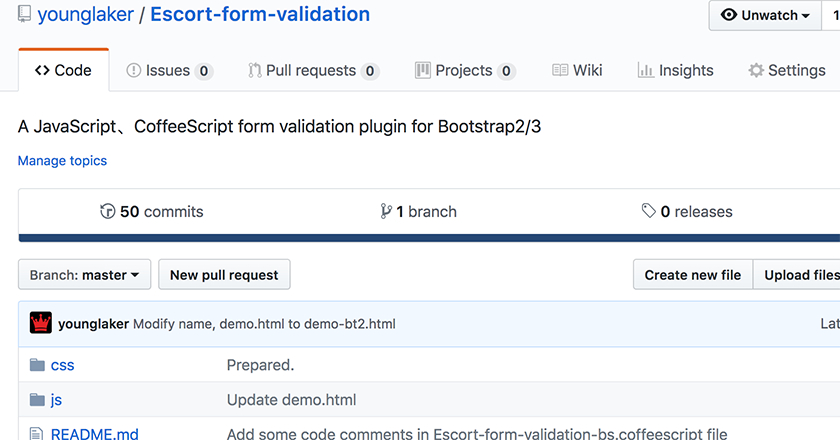 younglaker / Escort-form-validation
Unwatch 1
Code Issues 0 Pull requests 0 Projects 0 Wiki Insights Settings
A JavaScript、CoffeeScript form validation plugin for Bootstrap2/3
Manage topics
50 commits 1 branch 0 releases
Branch: master New pull request Create new file Upload files
younglaker Modify name, demo.html to demo-bt2.html Lat
css Prepared.
js Update demo.html
README.md Add some code comments in Escort-form-validation-bs.coffeescript file